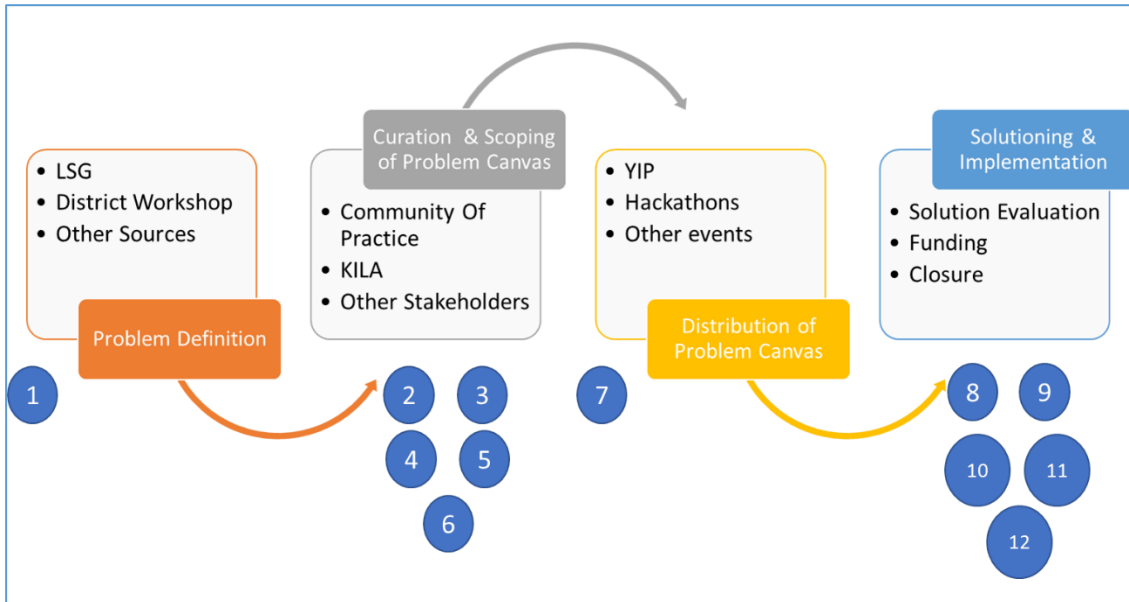 • LSG
• District Workshop
• Other Sources
Problem Definition
1
Curation & Scoping
of Problem Canvas
• Community Of
Practice
• KILA
• Other Stakeholders
2
3
4
5
6
• YIP
• Hackathons
• Other events
Distribution of
Problem Canvas
7
Solutioning &
Implementation
• Solution Evaluation
• Funding
• Closure
8
9
10
11
12